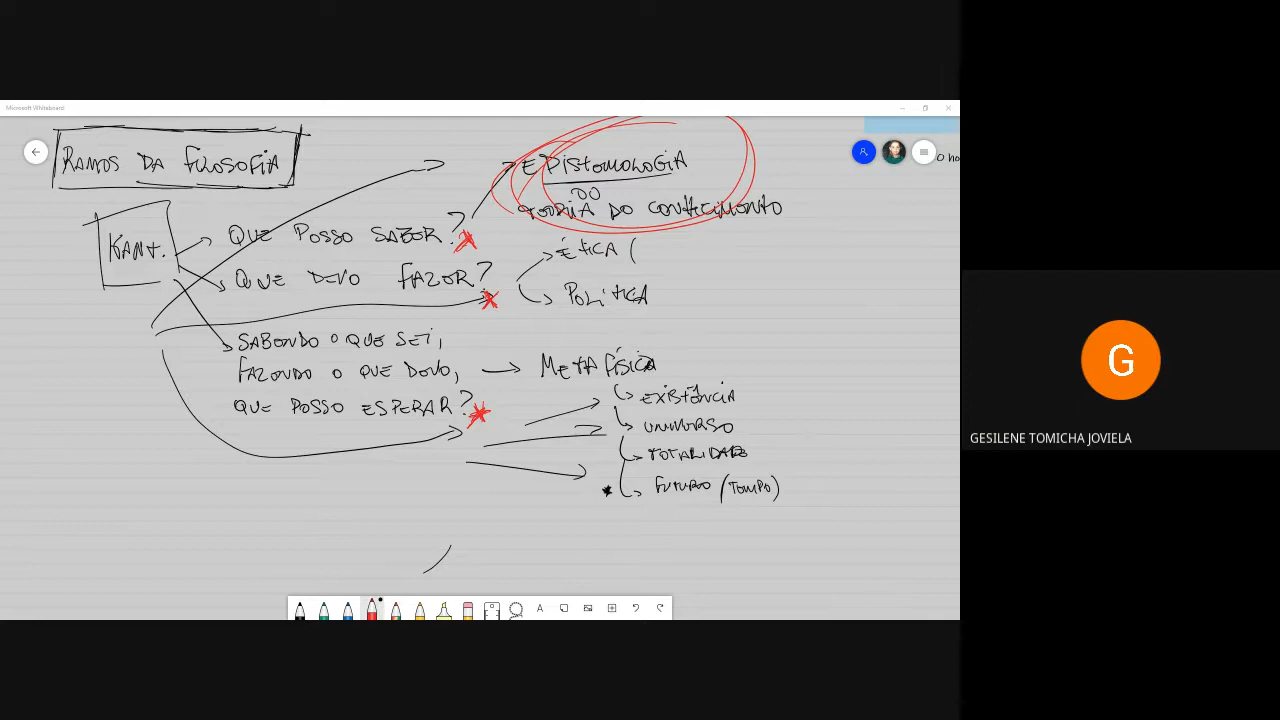 Microsoft Whiteboard
RAMOS DA FILOSOFIA
EPISTEMOLOGIA
OO
TEORIA DO CONHECIMENTO
KANT.
QUE POSSO SABER?
QUE DEVO FAZER?
ÉTICA (
POLÍTICA
SABENDO O QUE SEI,
FAZENDO O QUE DEVO,
QUE POSSO ESPERAR?
METAFÍSICA
EXISTÊNCIA
UNIVERSO
TOTALIDADE
FUTURO (TEMPO)
G
GESILENE TOMICHA JOVIELA
A